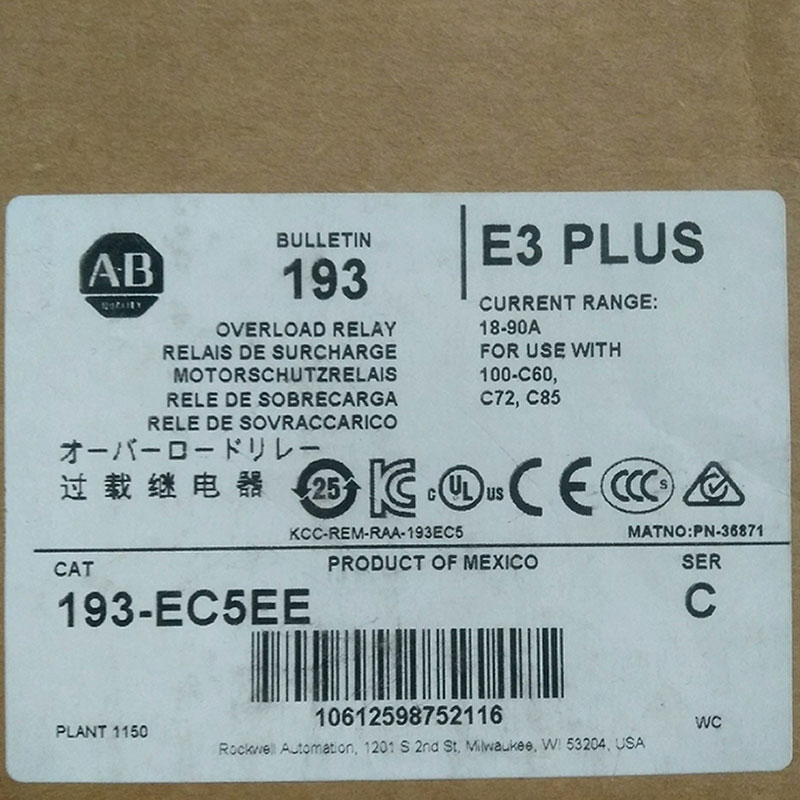 A-B
QUALITY
BULLETIN
193
OVERLOAD RELAY
RELAIS DE SURCHARGE
MOTORSCHUTZRELAIS
RELE DE SOBRECARGA
RELE DE SOVRACCARICO
オーバーロードリレー
过载继电器
E3 PLUS
CURRENT RANGE:
18-90A
FOR USE WITH
100-C60,
C72, C85
25
KC
c UL US
CE
CCC S
KCC-REM-RAA-193EC5
MATNO:PN-36871
CAT
PRODUCT OF MEXICO
SER
193-EC5EE
C
10612598752116
PLANT 1150
WC
Rockwell Automation, 1201 S 2nd St, Milwaukee, WI 53204, USA